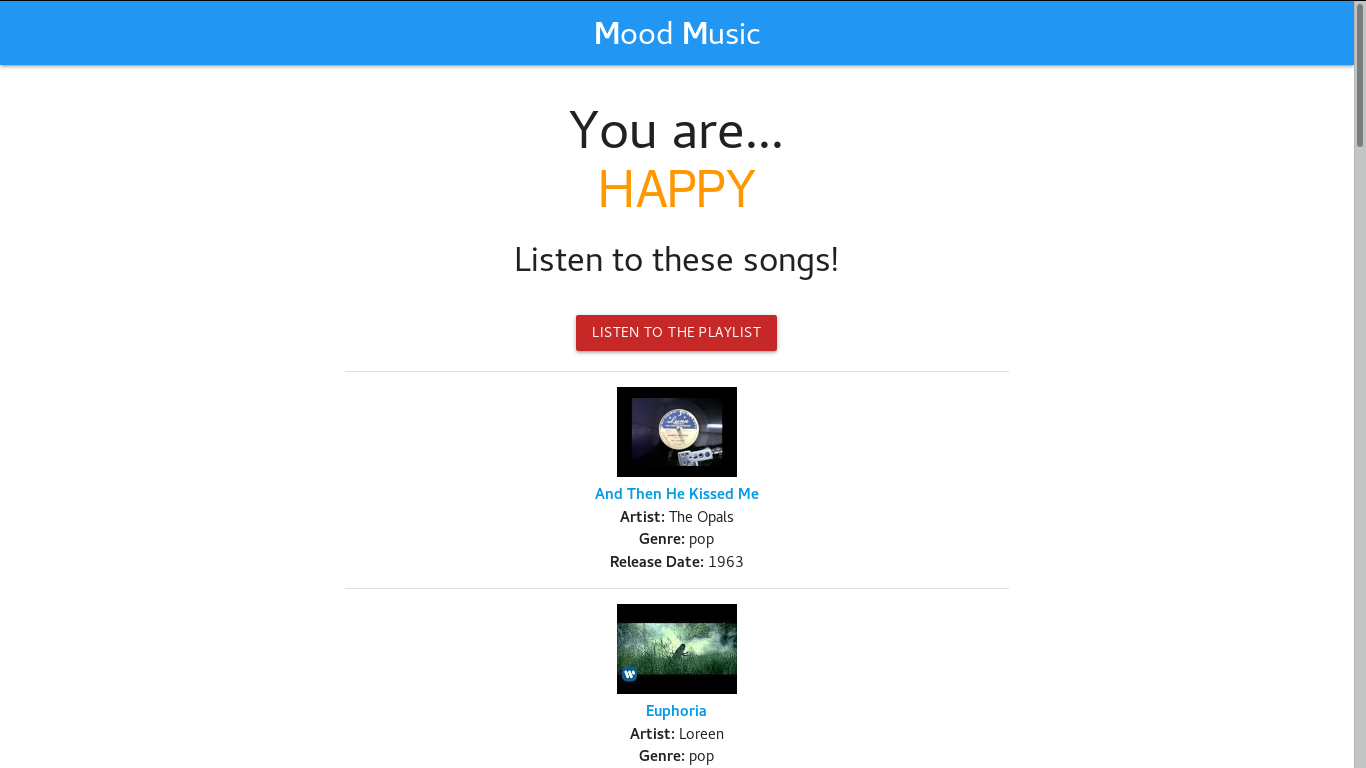 Mood Music
You are...
HAPPY
Listen to these songs!
LISTEN TO THE PLAYLIST
And Then He Kissed Me
Artist: The Opals
Genre: pop
Release Date: 1963
Euphoria
Artist: Loreen
Genre: pop